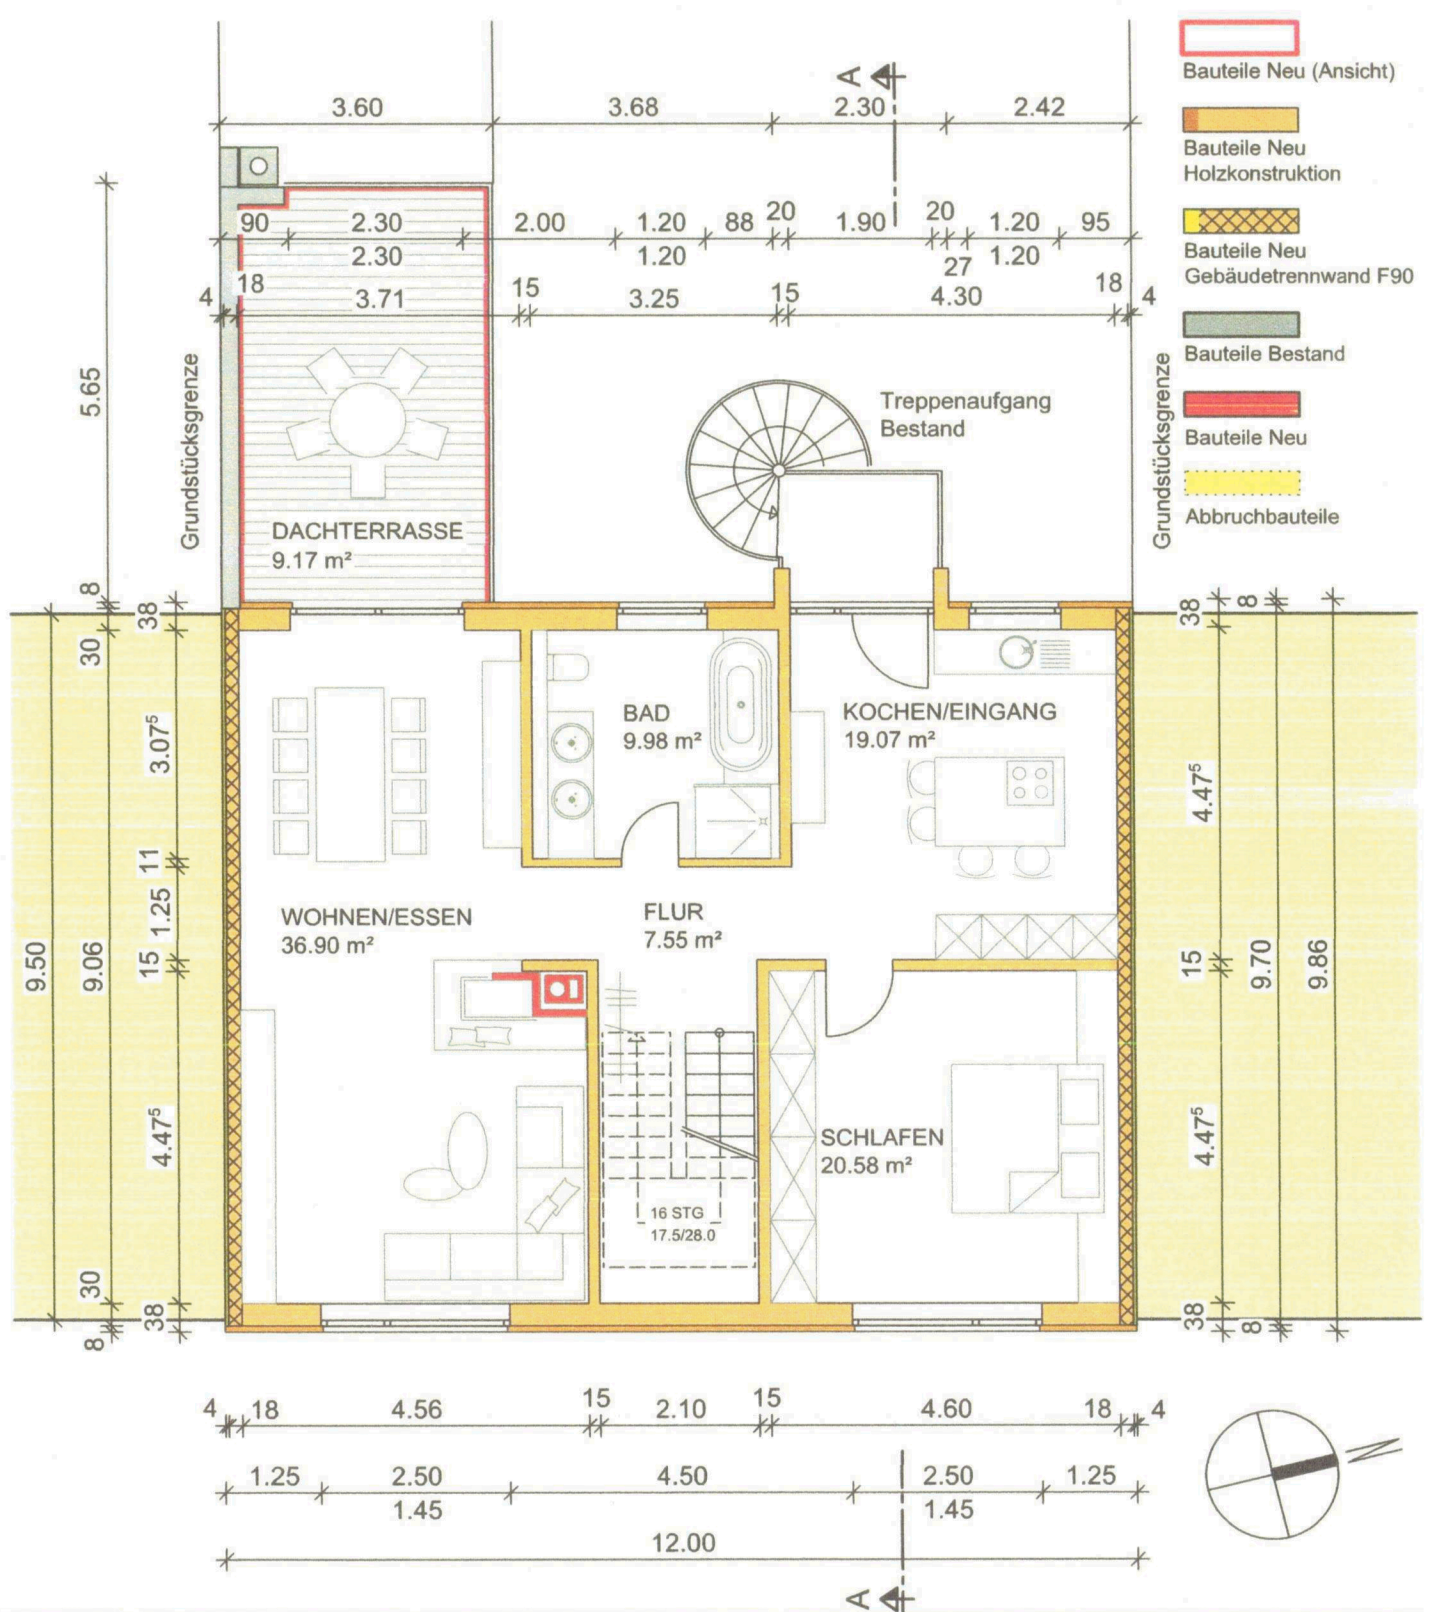 A
3.60
3.68
2.30
2.42
Bauteile Neu (Ansicht)
Bauteile Neu
Holzkonstruktion
Bauteile Neu
Gebäudetrennwand F90
Bauteile Bestand
Bauteile Neu
Abbruchbauteile
90
2.30
2.00
1.20
88
20
1.90
20
1.20
95
2.30
1.20
27
1.20
4
18
3.71
15
3.25
15
4.30
18
4
5.65
8
Grundstücksgrenze
Grundstücksgrenze
Treppenaufgang
Bestand
DACHTERRASSE
9.17 m²
38
30
3.07⁵
11
1.25
15
4.47⁵
9.50
9.06
30
38
8
38
8
4.47⁵
15
9.70
9.86
4.47⁵
38
8
BAD
9.98 m²
KOCHEN/EINGANG
19.07 m²
WOHNEN/ESSEN
36.90 m²
FLUR
7.55 m²
SCHLAFEN
20.58 m²
16 STG
17.5/28.0
4
18
4.56
15
2.10
15
4.60
18
4
1.25
2.50
4.50
2.50
1.25
1.45
1.45
12.00
A
N